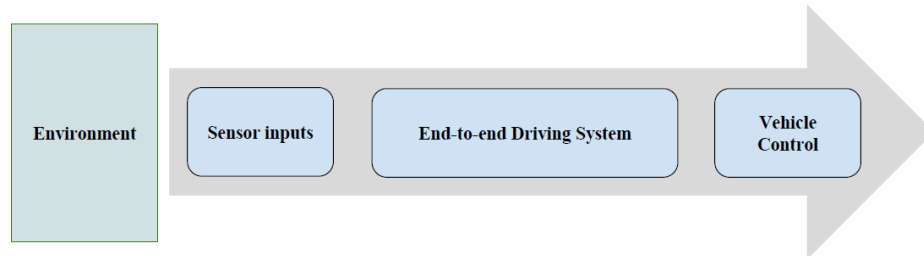 Environment
Sensor inputs
End-to-end Driving System
Vehicle
Control